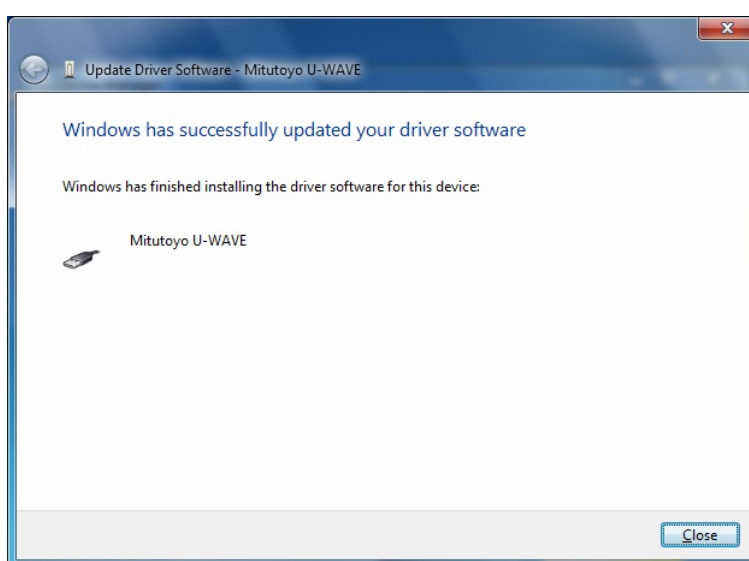 Update Driver Software - Mitutoyo U-WAVE
Windows has successfully updated your driver software
Windows has finished installing the driver software for this device:
Mitutoyo U-WAVE
Close